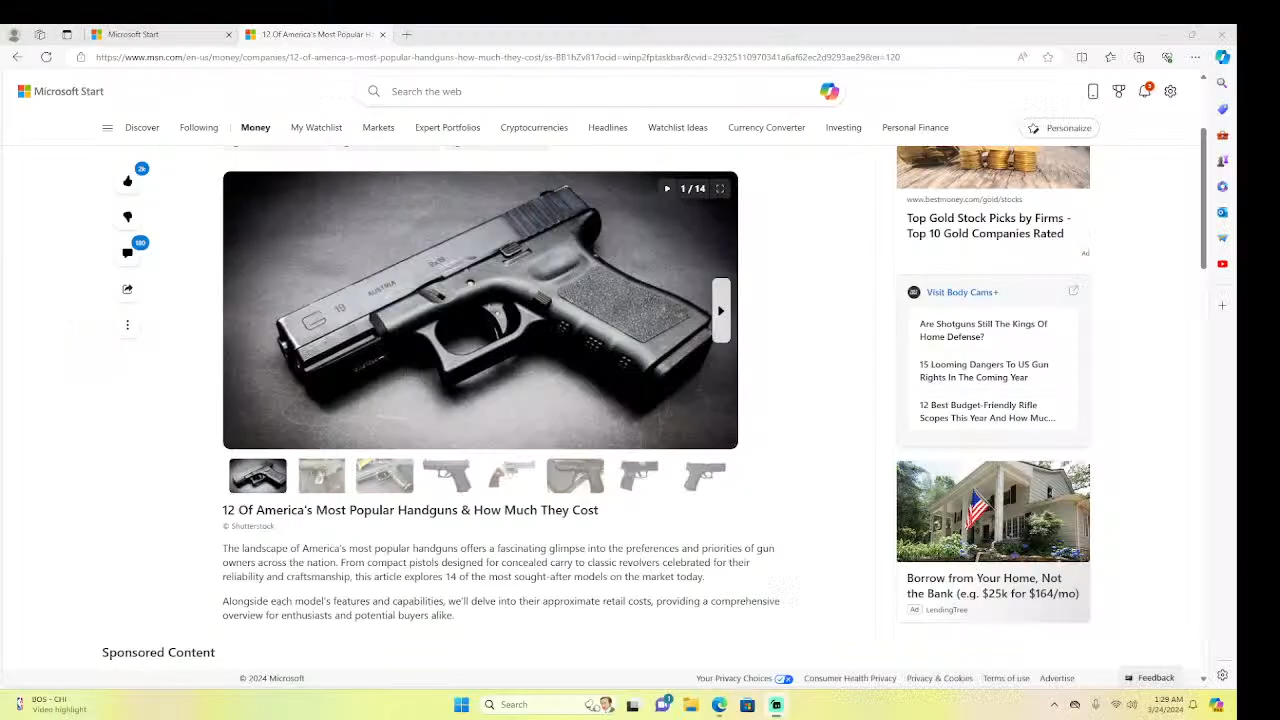 Microsoft Start
12 Of America's Most Popular H
https://www.msn.com/en-us/money/companies/12-of-america-s-most-popular-handguns-how-much-they-cost/ss-BB1hZv81?ocid=winp2fptaskbar&cvid=29325110970341a6af62ec2d9293ae29&ei=120
Microsoft Start
Search the web
3
Discover
Following
Money
My Watchlist
Markets
Expert Portfolios
Cryptocurrencies
Headlines
Watchlist Ideas
Currency Converter
Investing
Personal Finance
Personalize
2k
180
1 / 14
19
AUSTRIA
9x19
12 Of America's Most Popular Handguns & How Much They Cost
© Shutterstock
The landscape of America's most popular handguns offers a fascinating glimpse into the preferences and priorities of gun
owners across the nation. From compact pistols designed for concealed carry to classic revolvers celebrated for their
reliability and craftsmanship, this article explores 14 of the most sought-after models on the market today.
Alongside each model's features and capabilities, we'll delve into their approximate retail costs, providing a comprehensive
overview for enthusiasts and potential buyers alike.
Sponsored Content
www.bestmoney.com/gold/stocks
Top Gold Stock Picks by Firms -
Top 10 Gold Companies Rated
Ad
Visit Body Cams+
Are Shotguns Still The Kings Of
Home Defense?
15 Looming Dangers To US Gun
Rights In The Coming Year
12 Best Budget-Friendly Rifle
Scopes This Year And How Muc...
Borrow from Your Home, Not
the Bank (e.g. $25k for $164/mo)
Ad LendingTree
© 2024 Microsoft
Your Privacy Choices
Consumer Health Privacy
Privacy & Cookies
Terms of use
Advertise
Feedback
BOS - CHI
Video highlight
Search
1
1:29 AM
3/24/2024